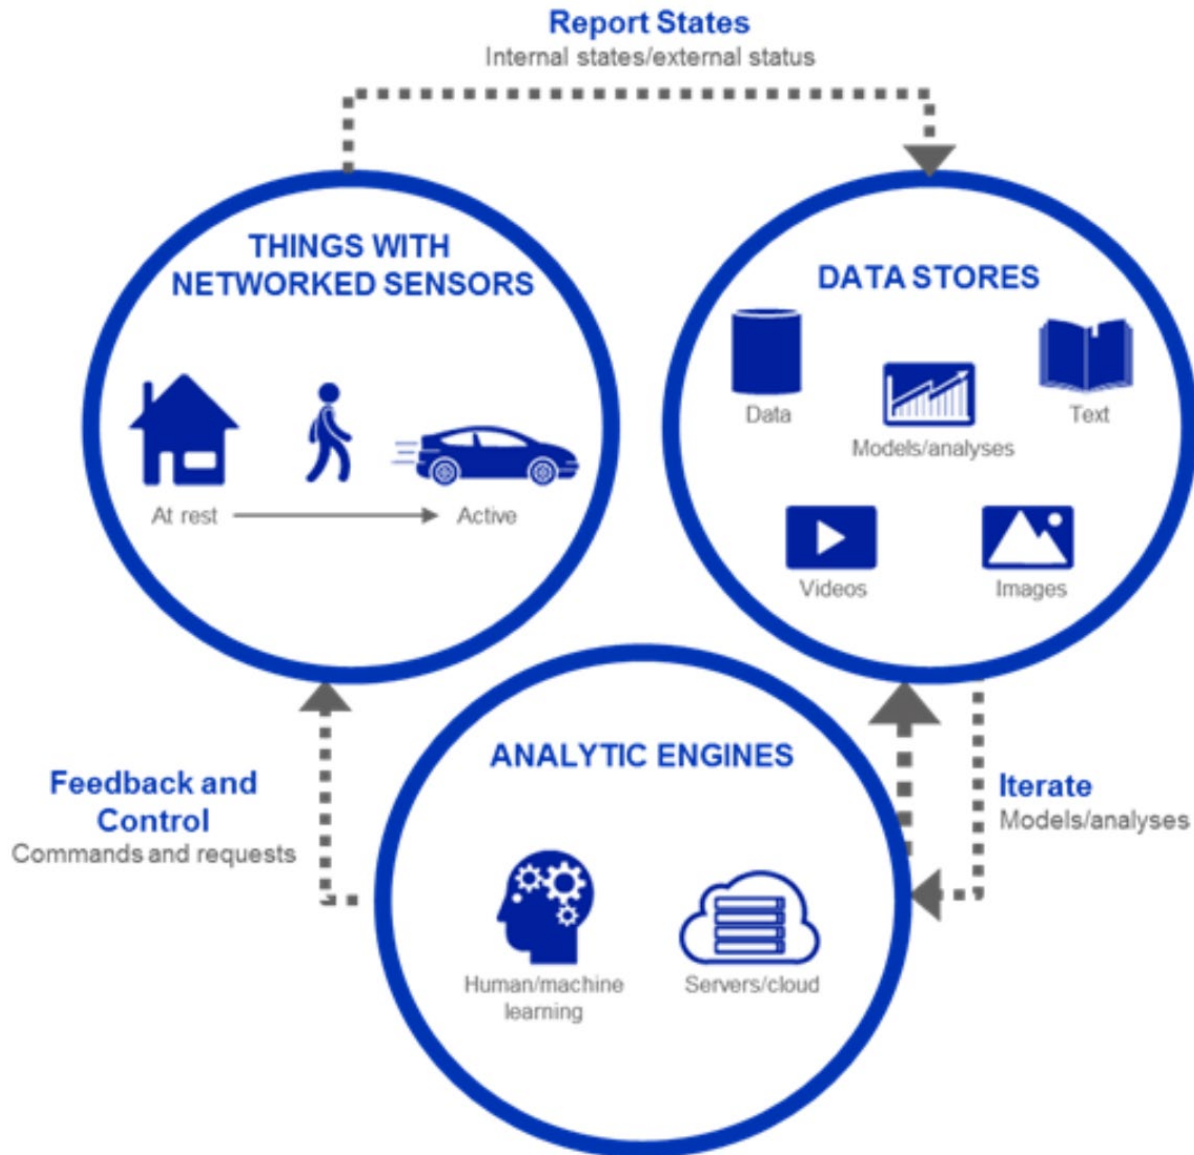 Report States
Internal states/external status
THINGS WITH
NETWORKED SENSORS
At rest
Active
DATA STORES
Data
Models/analyses
Text
Videos
Images
Feedback and
Control
Commands and requests
ANALYTIC ENGINES
Human/machine
learning
Servers/cloud
Iterate
Models/analyses